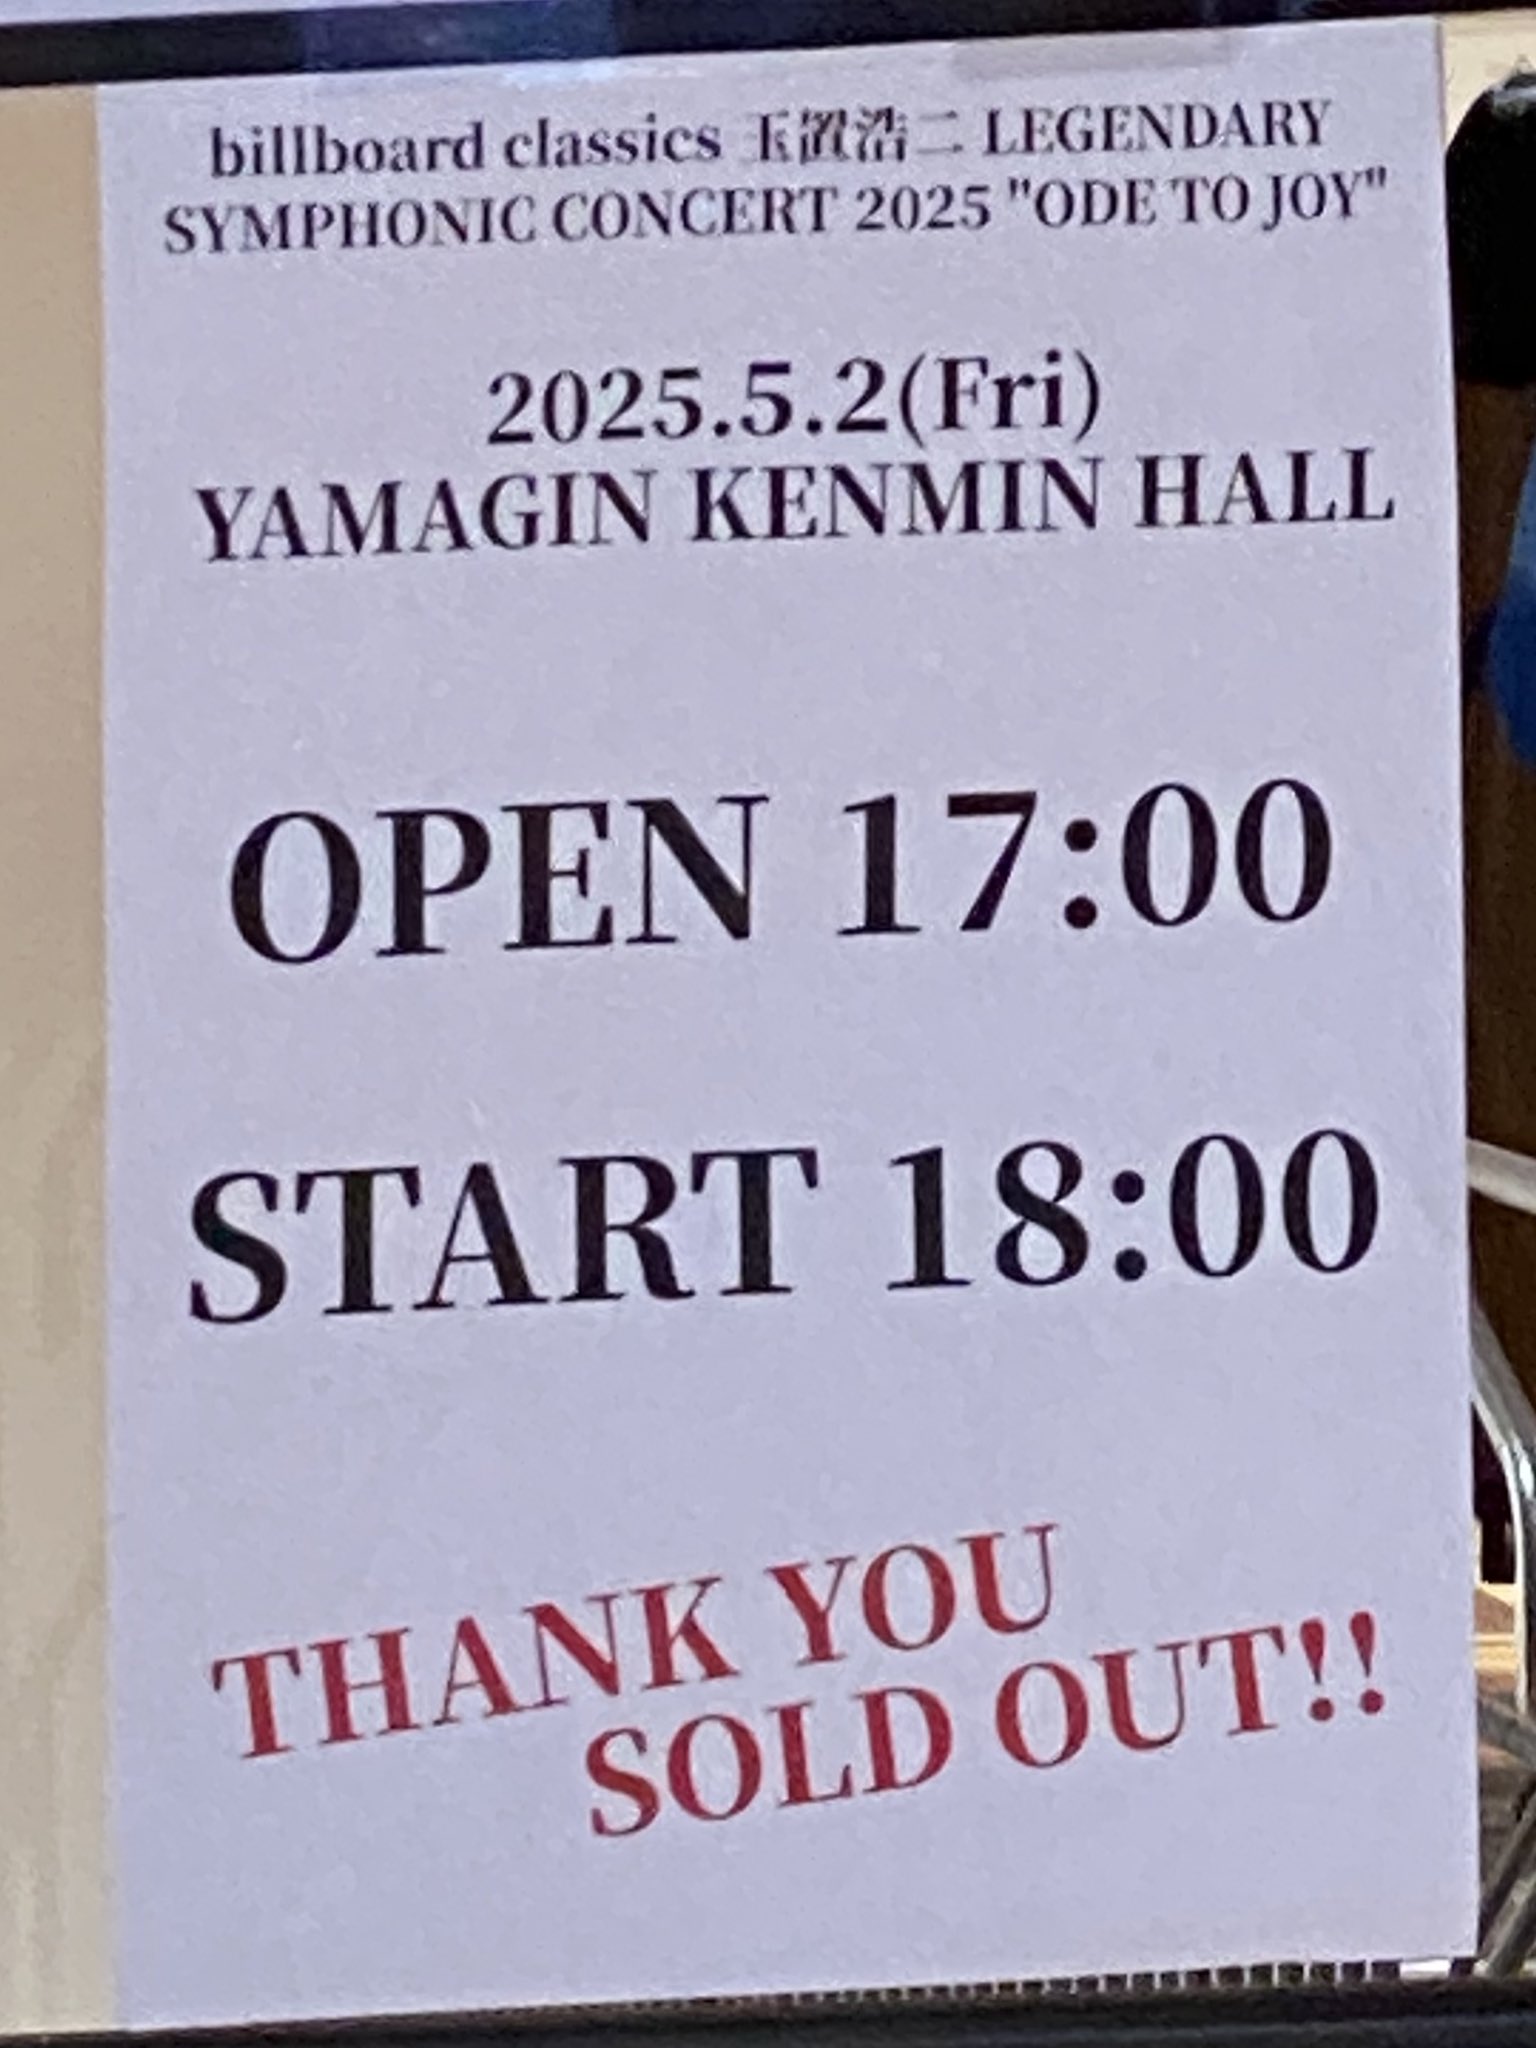 billboard classics 玉置浩二 LEGENDARY
SYMPHONIC CONCERT 2025 "ODE TO JOY"
2025.5.2(Fri)
YAMAGIN KENMIN HALL
OPEN 17:00
START 18:00
THANK YOU
SOLD OUT!!